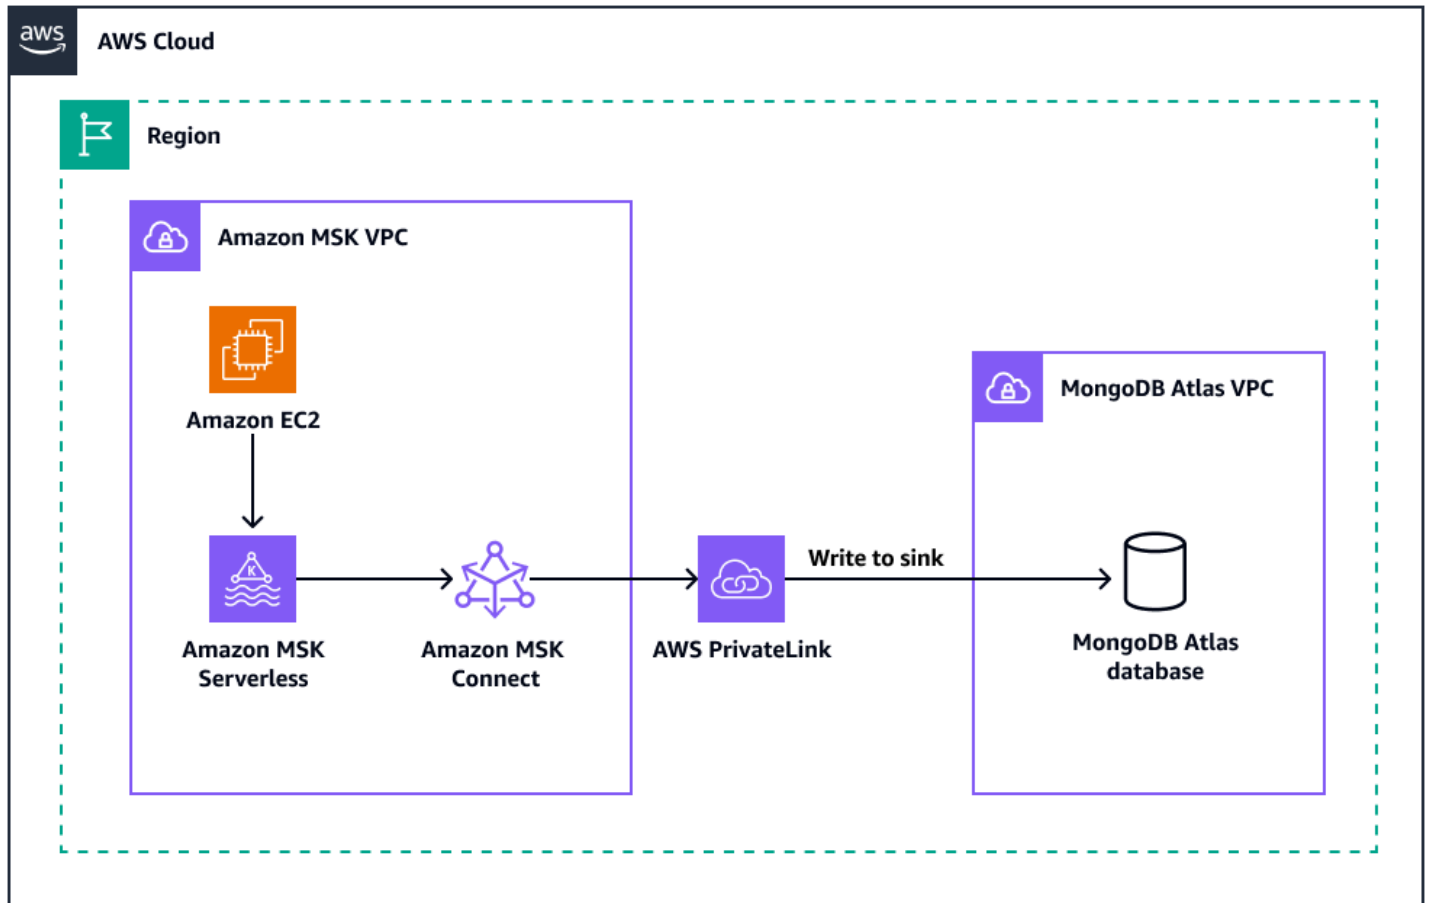 aws
AWS Cloud
Region
Amazon MSK VPC
Amazon EC2
K
Amazon MSK
Serverless
Amazon MSK
Connect
AWS PrivateLink
Write to sink
MongoDB Atlas VPC
MongoDB Atlas
database